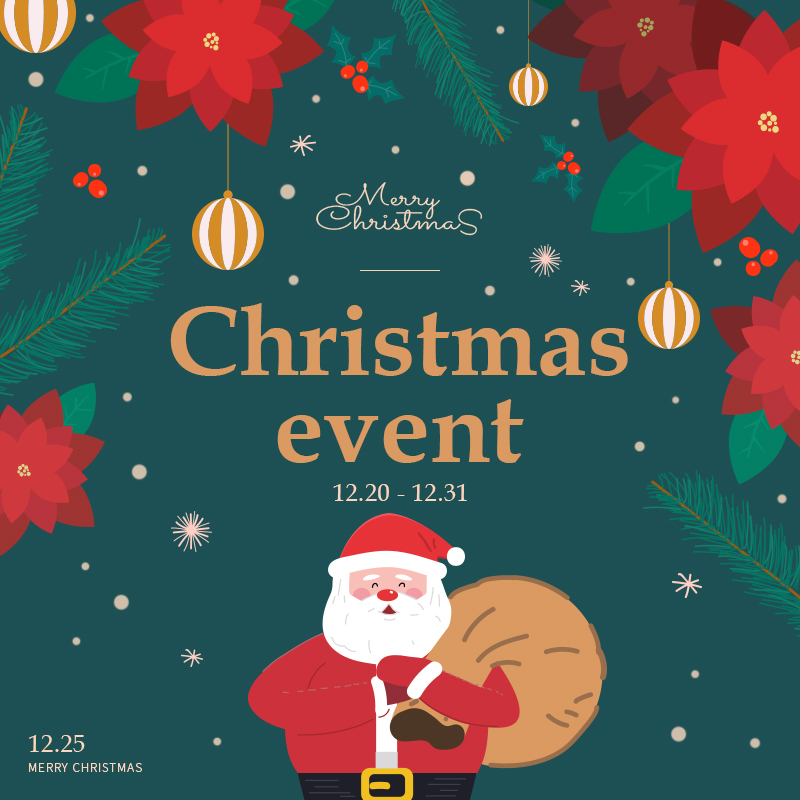 Merry
ChristmaS
Christmas
event
12.20 - 12.31
12.25
MERRY CHRISTMAS